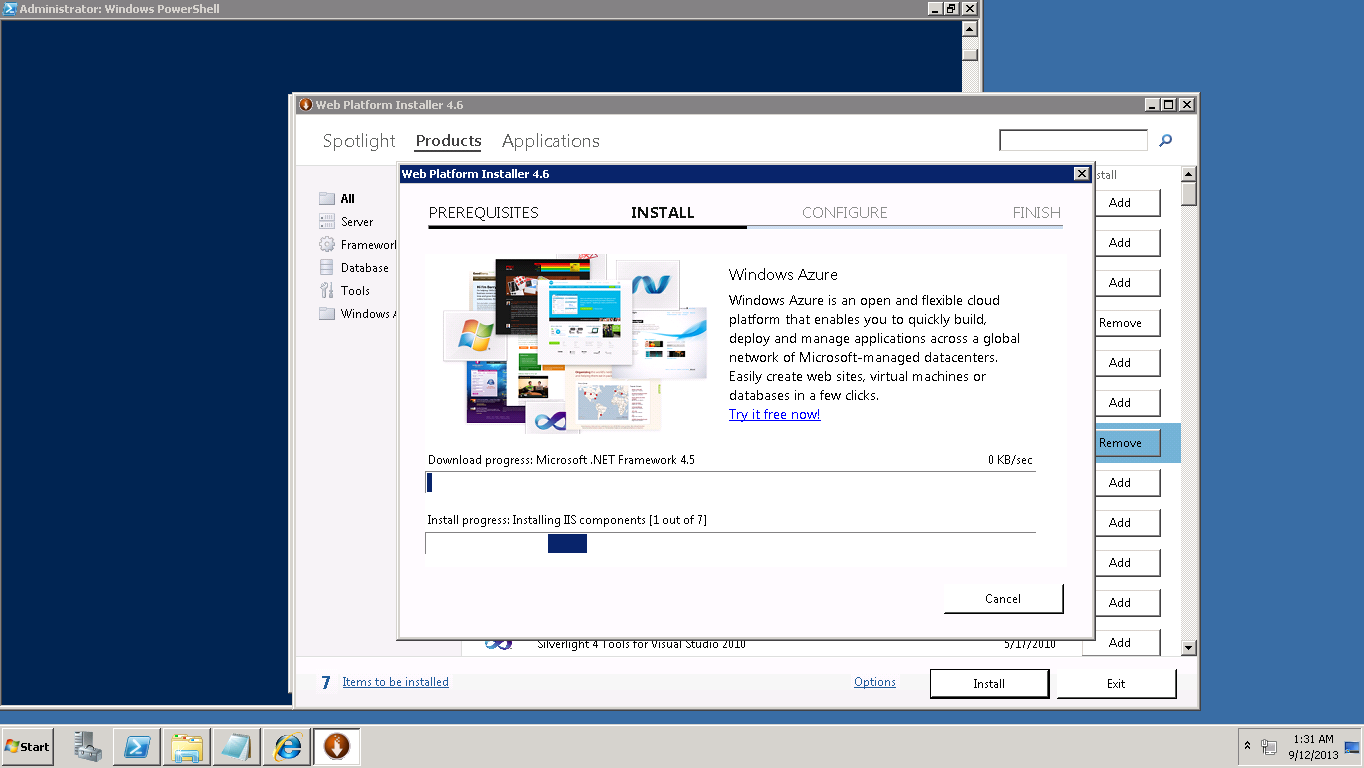 Administrator: Windows PowerShell
Web Platform Installer 4.6
Spotlight Products Applications
Web Platform Installer 4.6
stall
PREREQUISITES INSTALL CONFIGURE FINISH
All
Server
Framewor
Database
Tools
Windows A
Windows Azure
Windows Azure is an open and flexible cloud
platform that enables you to quickly build,
deploy and manage applications across a global
network of Microsoft-managed datacenters.
Easily create web sites, virtual machines or
databases in a few clicks.
Try it free now!
Download progress: Microsoft .NET Framework 4.5 0 KB/sec
Install progress: Installing IIS components [1 out of 7]
Cancel
Add
Add
Add
Remove
Add
Add
Remove
Add
Add
Add
Add
Silverlight 4 Tools for Visual Studio 2010 5/17/2010 Add
7 Items to be installed Options Install Exit
Start
1:31 AM
9/12/2013